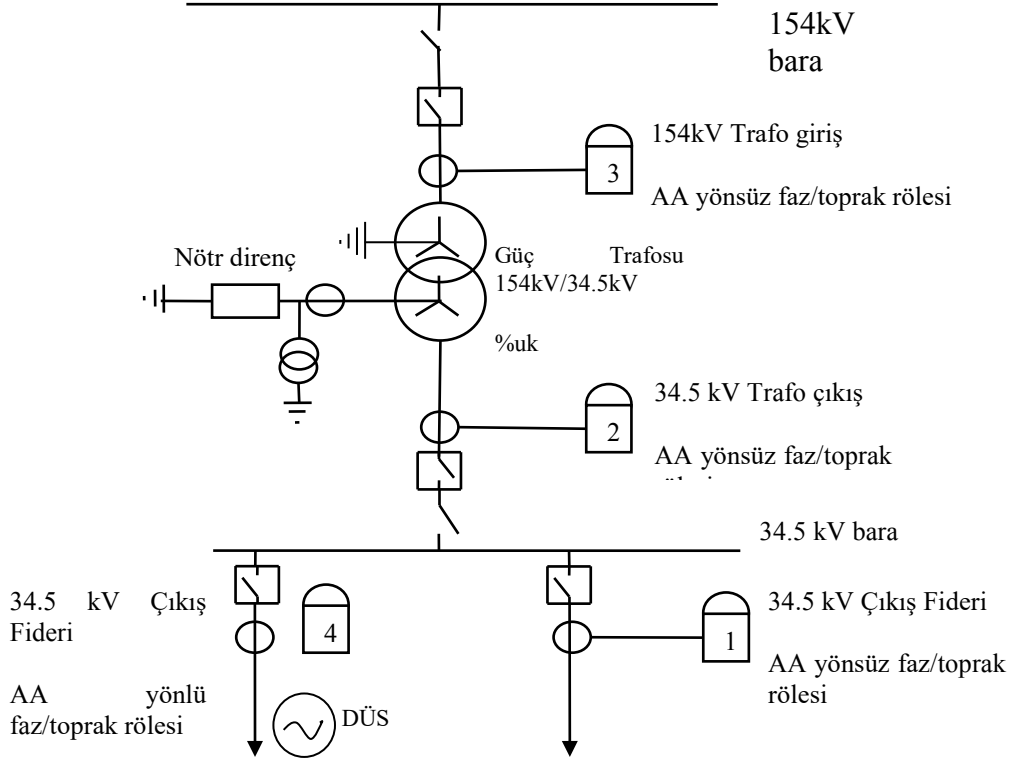 154kV
bara
154kV Trafo giriş
3
AA yönsüz faz/toprak rölesi
Nötr direnç
Güç Trafosu
154kV/34.5kV
%uk
34.5 kV Trafo çıkış
2
AA yönsüz faz/toprak
34.5 kV bara
34.5 kV Çıkış
Fideri
4
AA yönlü
faz/toprak rölesi
DÜS
34.5 kV Çıkış Fideri
1
AA yönsüz faz/toprak
rölesi